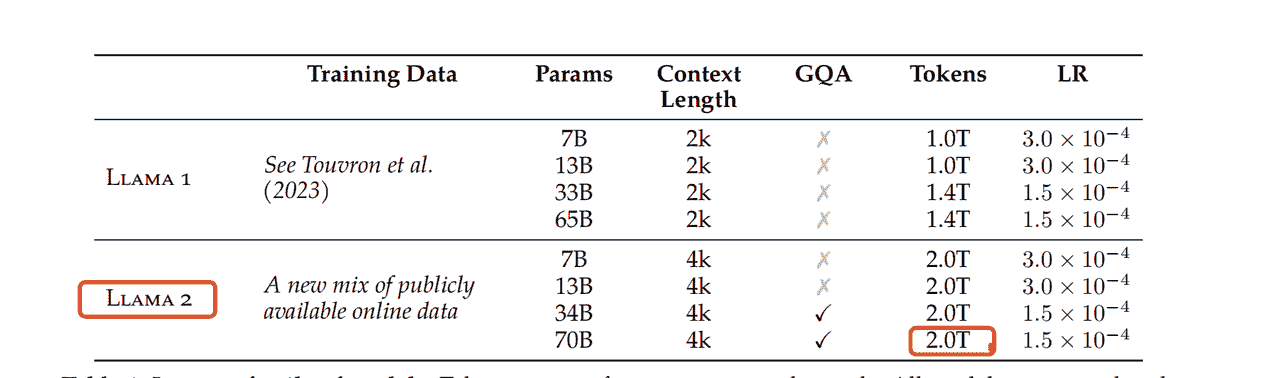 Training Data Params Context Length GQA Tokens LR
7B 2k ✗ 1.0T 3.0 × 10⁻⁴
LLAMA 1 See Touvron et al. (2023) 13B 2k ✗ 1.0T 3.0 × 10⁻⁴
33B 2k ✗ 1.4T 1.5 × 10⁻⁴
65B 2k ✗ 1.4T 1.5 × 10⁻⁴
7B 4k ✗ 2.0T 3.0 × 10⁻⁴
LLAMA 2 A new mix of publicly available online data 13B 4k ✗ 2.0T 3.0 × 10⁻⁴
34B 4k ✓ 2.0T 1.5 × 10⁻⁴
70B 4k ✓ 2.0T 1.5 × 10⁻⁴